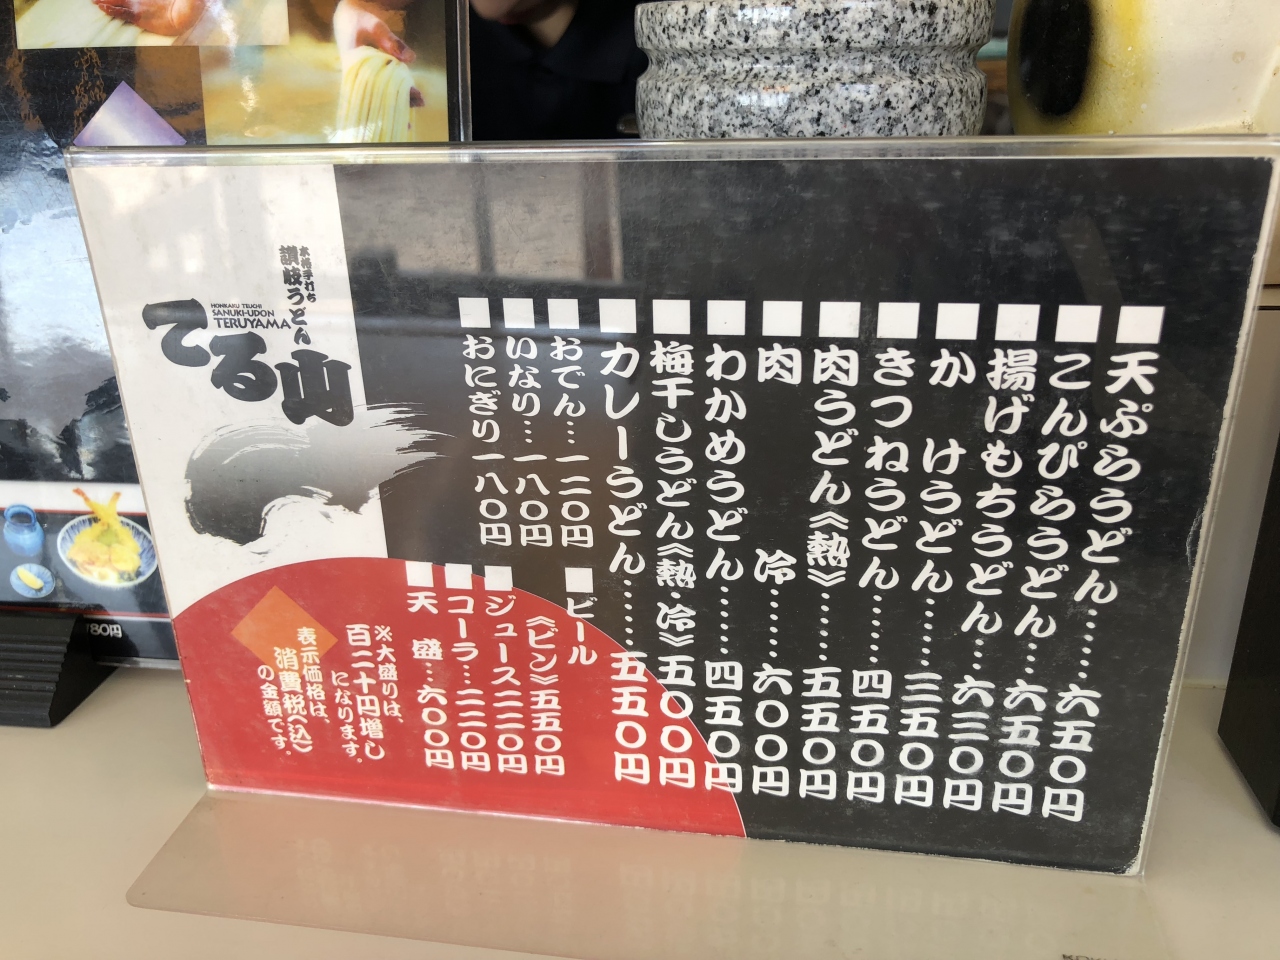 天ぷらうどん……六五〇円
こんぴらうどん…六五〇円
揚げもちうどん…六三〇円
かけうどん……三五〇円
きつねうどん……四五〇円
肉うどん《熱》……五五〇円
肉 冷……六〇〇円
わかめうどん……四五〇円
梅干しうどん《熱・冷》五〇〇円
カレーうどん……五五〇円
おでん…一二〇円
いなり…一八〇円
おにぎり一八〇円
ビール
《ビン》五五〇円
ジュース二二〇円
コーラ…二二〇円
天 盛…六〇〇円
※大盛りは、
百二十円増し
になります。
表示価格は、
消費税〈込〉
の金額です。
本格手打ち
讃岐うどん
HONKAKU TEUCHI
SANUKI-UDON
TERUYAMA
てる山
780円